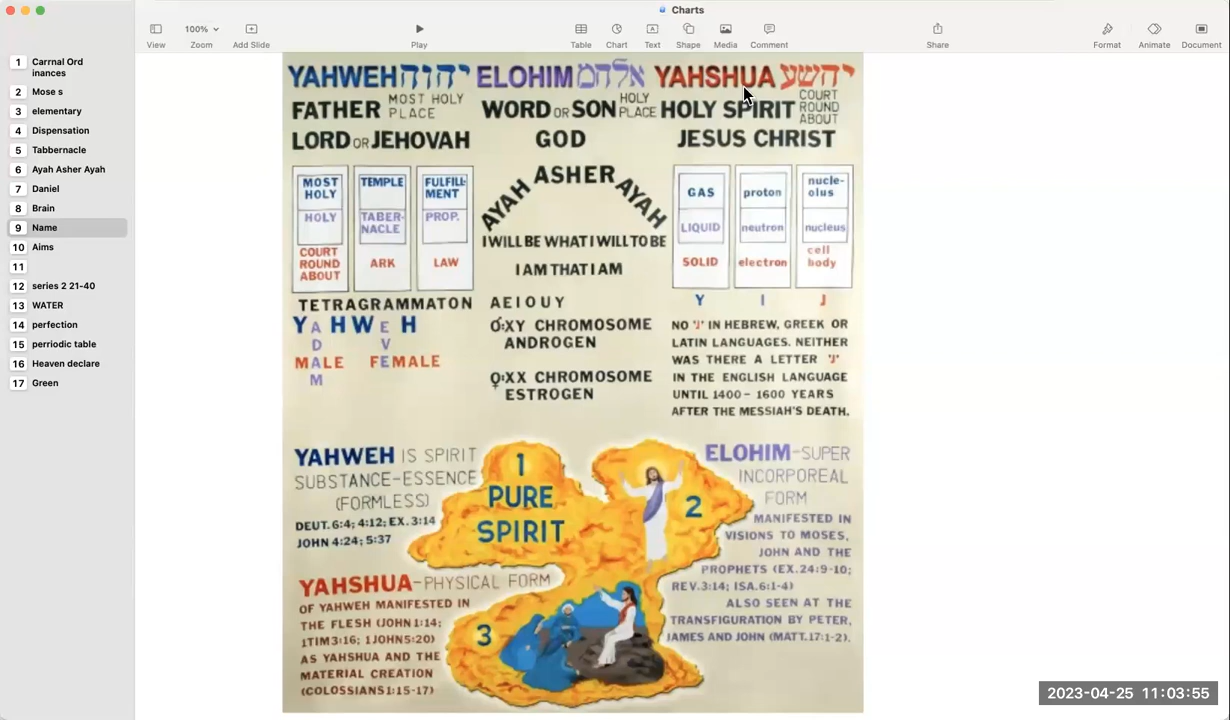 Charts
100%
View
Zoom
Add Slide
Play
Table
Chart
Text
Shape
Media
Comment
Share
Format
Animate
Document
1 Carrnal Ord
inances
2 Mose s
3 elementary
4 Dispensation
5 Tabbernacle
6 Ayah Asher Ayah
7 Daniel
8 Brain
9 Name
10 Aims
11
12 series 2 21-40
13 WATER
14 perfection
15 perriodic table
16 Heaven declare
17 Green
YAHWEH יהוה ELOHIM אלהם YAHSHUA יהשע
FATHER MOST HOLY PLACE WORD OR SON HOLY PLACE HOLY SPIRIT COURT ROUND ABOUT
LORD OR JEHOVAH GOD JESUS CHRIST
MOST HOLY
HOLY
COURT ROUND ABOUT
TEMPLE
TABER-
NACLE
ARK
FULFILL-
MENT
PROP.
LAW
AYAH ASHER AYAH
I WILL BE WHAT I WILL TO BE
I AM THAT I AM
GAS
LIQUID
SOLID
proton
neutron
electron
nucle-
olus
nucleus
cell
body
TETRAGRAMMATON
YAHWEH
ADAM
EVE
MALE FEMALE
A E I O U Y
♂:XY CHROMOSOME
ANDROGEN
♀:XX CHROMOSOME
ESTROGEN
Y I J
NO 'J' IN HEBREW, GREEK OR
LATIN LANGUAGES. NEITHER
WAS THERE A LETTER 'J'
IN THE ENGLISH LANGUAGE
UNTIL 1400 - 1600 YEARS
AFTER THE MESSIAH'S DEATH.
YAHWEH IS SPIRIT
SUBSTANCE-ESSENCE
(FORMLESS)
DEUT. 6:4; 4:12; EX. 3:14
JOHN 4:24; 5:37
1
PURE
SPIRIT
2
ELOHIM-SUPER
INCORPOREAL
FORM
MANIFESTED IN
VISIONS TO MOSES,
JOHN AND THE
PROPHETS (EX.24:9-10;
REV.3:14; ISA.6:1-4)
ALSO SEEN AT THE
TRANSFIGURATION BY PETER,
JAMES AND JOHN (MATT.17:1-2).
YAHSHUA-PHYSICAL FORM
OF YAHWEH MANIFESTED IN
THE FLESH (JOHN 1:14;
1TIM3:16; 1JOHN5:20)
AS YAHSHUA AND THE
MATERIAL CREATION
(COLOSSIANS 1:15-17)
3
2023-04-25 11:03:55